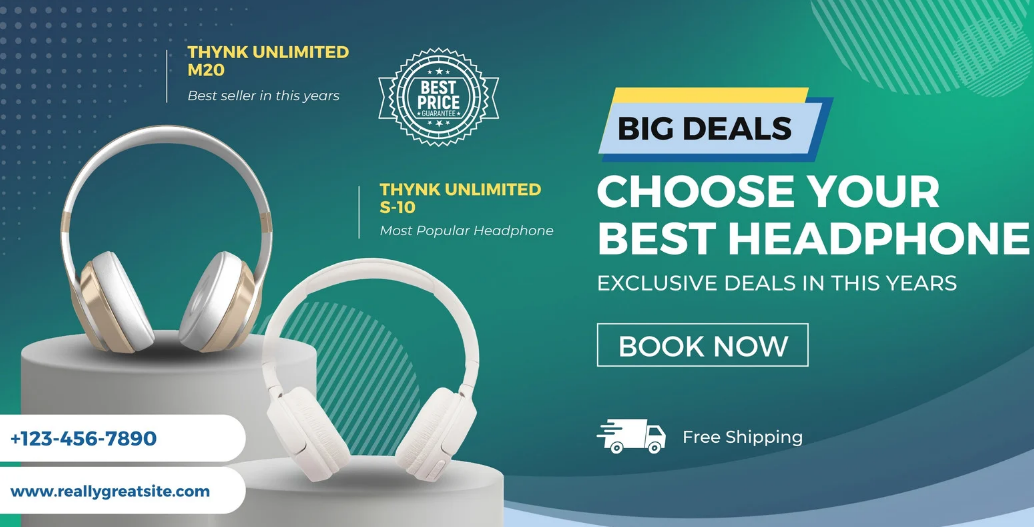 THYNK UNLIMITED
M20
Best seller in this years
BEST
PRICE
GUARANTEE
THYNK UNLIMITED
S-10
Most Popular Headphone
BIG DEALS
CHOOSE YOUR
BEST HEADPHONE
EXCLUSIVE DEALS IN THIS YEARS
BOOK NOW
Free Shipping
+123-456-7890
www.reallygreatsite.com